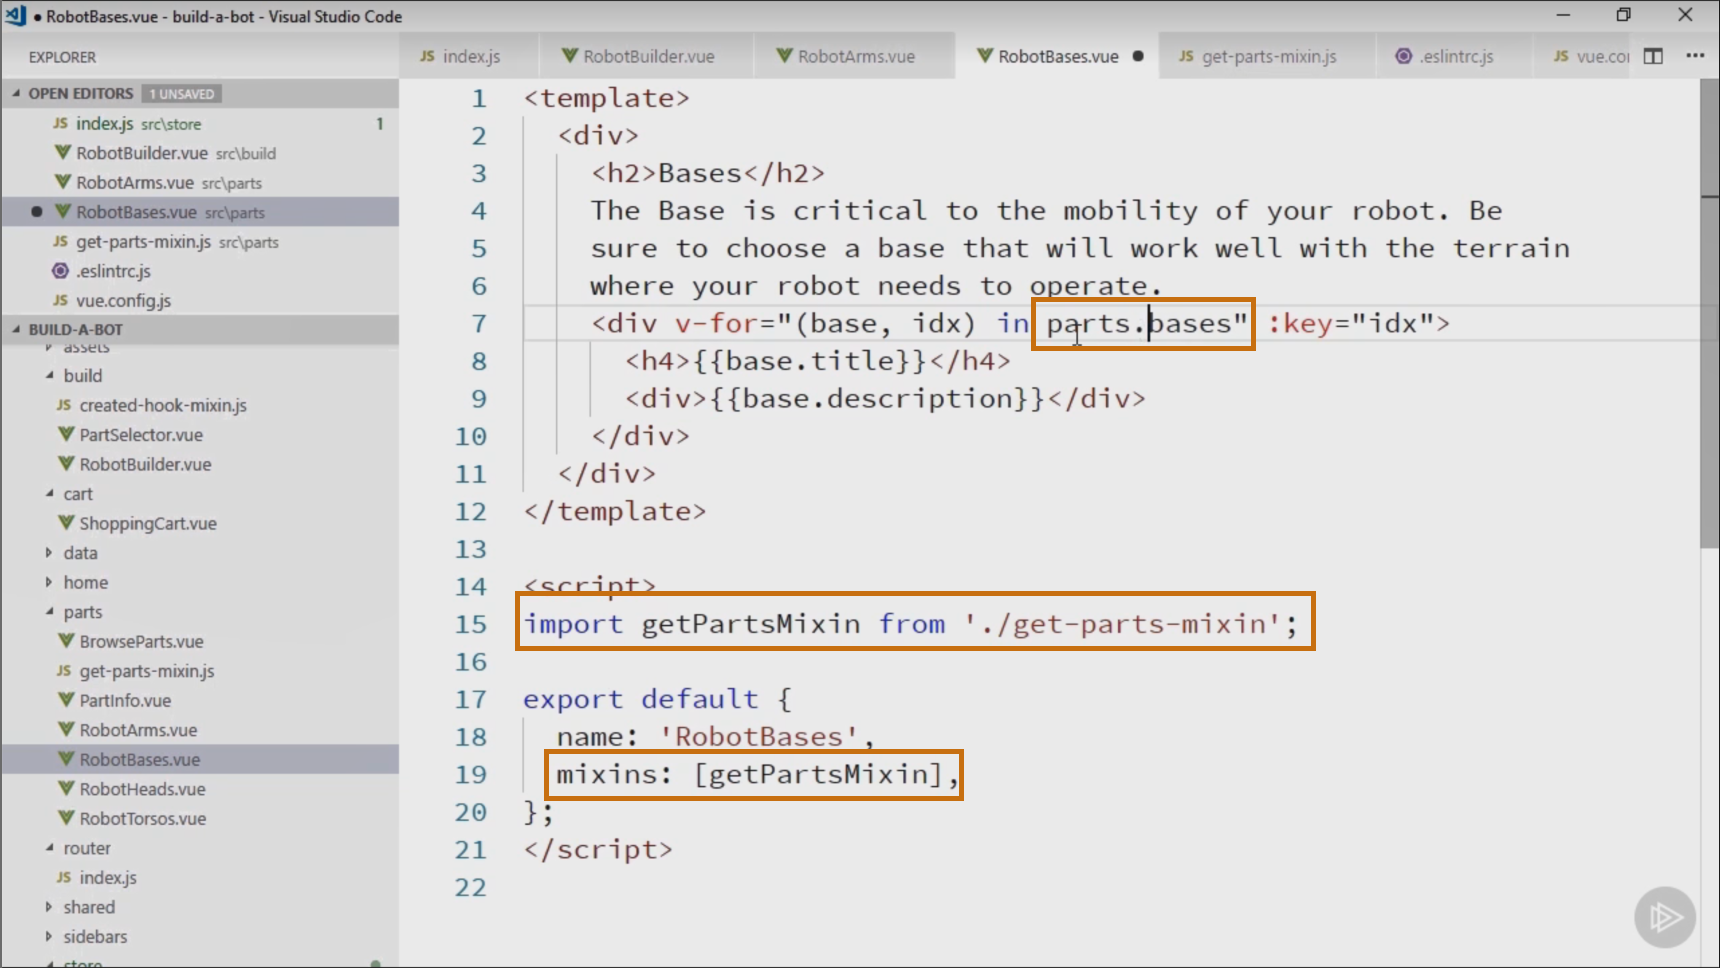 RobotBases.vue - build-a-bot - Visual Studio Code
EXPLORER
JS index.js
RobotBuilder.vue
RobotArms.vue
RobotBases.vue
JS get-parts-mixin.js
.eslintrc.js
JS vue.co
OPEN EDITORS 1 UNSAVED
JS index.js src\store 1
RobotBuilder.vue src\build
RobotArms.vue src\parts
RobotBases.vue src\parts
JS get-parts-mixin.js src\parts
.eslintrc.js
JS vue.config.js
BUILD-A-BOT
assets
build
JS created-hook-mixin.js
PartSelector.vue
RobotBuilder.vue
cart
ShoppingCart.vue
data
home
parts
BrowseParts.vue
JS get-parts-mixin.js
PartInfo.vue
RobotArms.vue
RobotBases.vue
RobotHeads.vue
RobotTorsos.vue
router
JS index.js
shared
sidebars
store
1 <template>
2 <div>
3 <h2>Bases</h2>
4 The Base is critical to the mobility of your robot. Be
5 sure to choose a base that will work well with the terrain
6 where your robot needs to operate.
7 <div v-for="(base, idx) in parts.bases" :key="idx">
8 <h4>{{base.title}}</h4>
9 <div>{{base.description}}</div>
10 </div>
11 </div>
12 </template>
13
14 <script>
15 import getPartsMixin from './get-parts-mixin';
16
17 export default {
18 name: 'RobotBases',
19 mixins: [getPartsMixin],
20 };
21 </script>
22